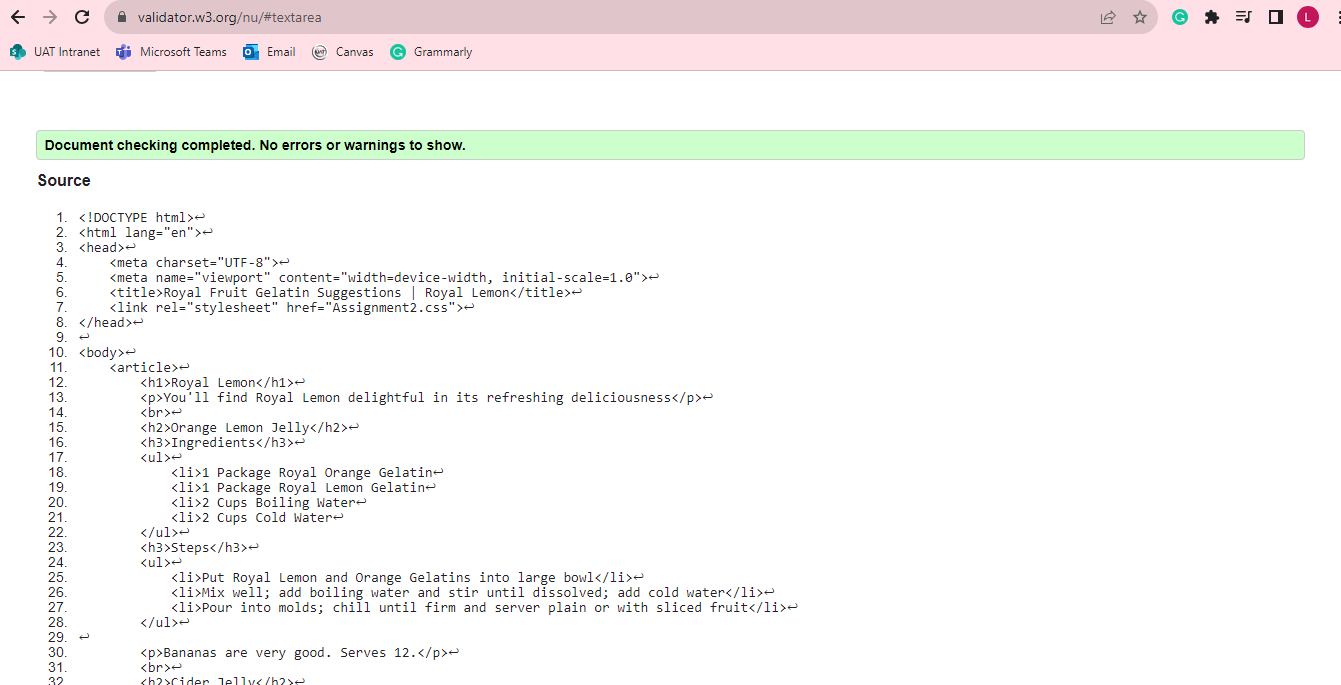 validator.w3.org/nu/#textarea
L
UAT Intranet Microsoft Teams Email Canvas Grammarly
Document checking completed. No errors or warnings to show.
Source
1. <!DOCTYPE html>↩
2. <html lang="en">↩
3. <head>↩
4. <meta charset="UTF-8">↩
5. <meta name="viewport" content="width=device-width, initial-scale=1.0">↩
6. <title>Royal Fruit Gelatin Suggestions | Royal Lemon</title>↩
7. <link rel="stylesheet" href="Assignment2.css">↩
8. </head>↩
9. ↩
10. <body>↩
11. <article>↩
12. <h1>Royal Lemon</h1>↩
13. <p>You'll find Royal Lemon delightful in its refreshing deliciousness</p>↩
14. <br>↩
15. <h2>Orange Lemon Jelly</h2>↩
16. <h3>Ingredients</h3>↩
17. <ul>↩
18. <li>1 Package Royal Orange Gelatin↩
19. <li>1 Package Royal Lemon Gelatin↩
20. <li>2 Cups Boiling Water↩
21. <li>2 Cups Cold Water↩
22. </ul>↩
23. <h3>Steps</h3>↩
24. <ul>↩
25. <li>Put Royal Lemon and Orange Gelatins into large bowl</li>↩
26. <li>Mix well; add boiling water and stir until dissolved; add cold water</li>↩
27. <li>Pour into molds; chill until firm and server plain or with sliced fruit</li>↩
28. </ul>↩
29. ↩
30. <p>Bananas are very good. Serves 12.</p>↩
31. <br>↩
32. <h2>Cider Jelly</h2>↩